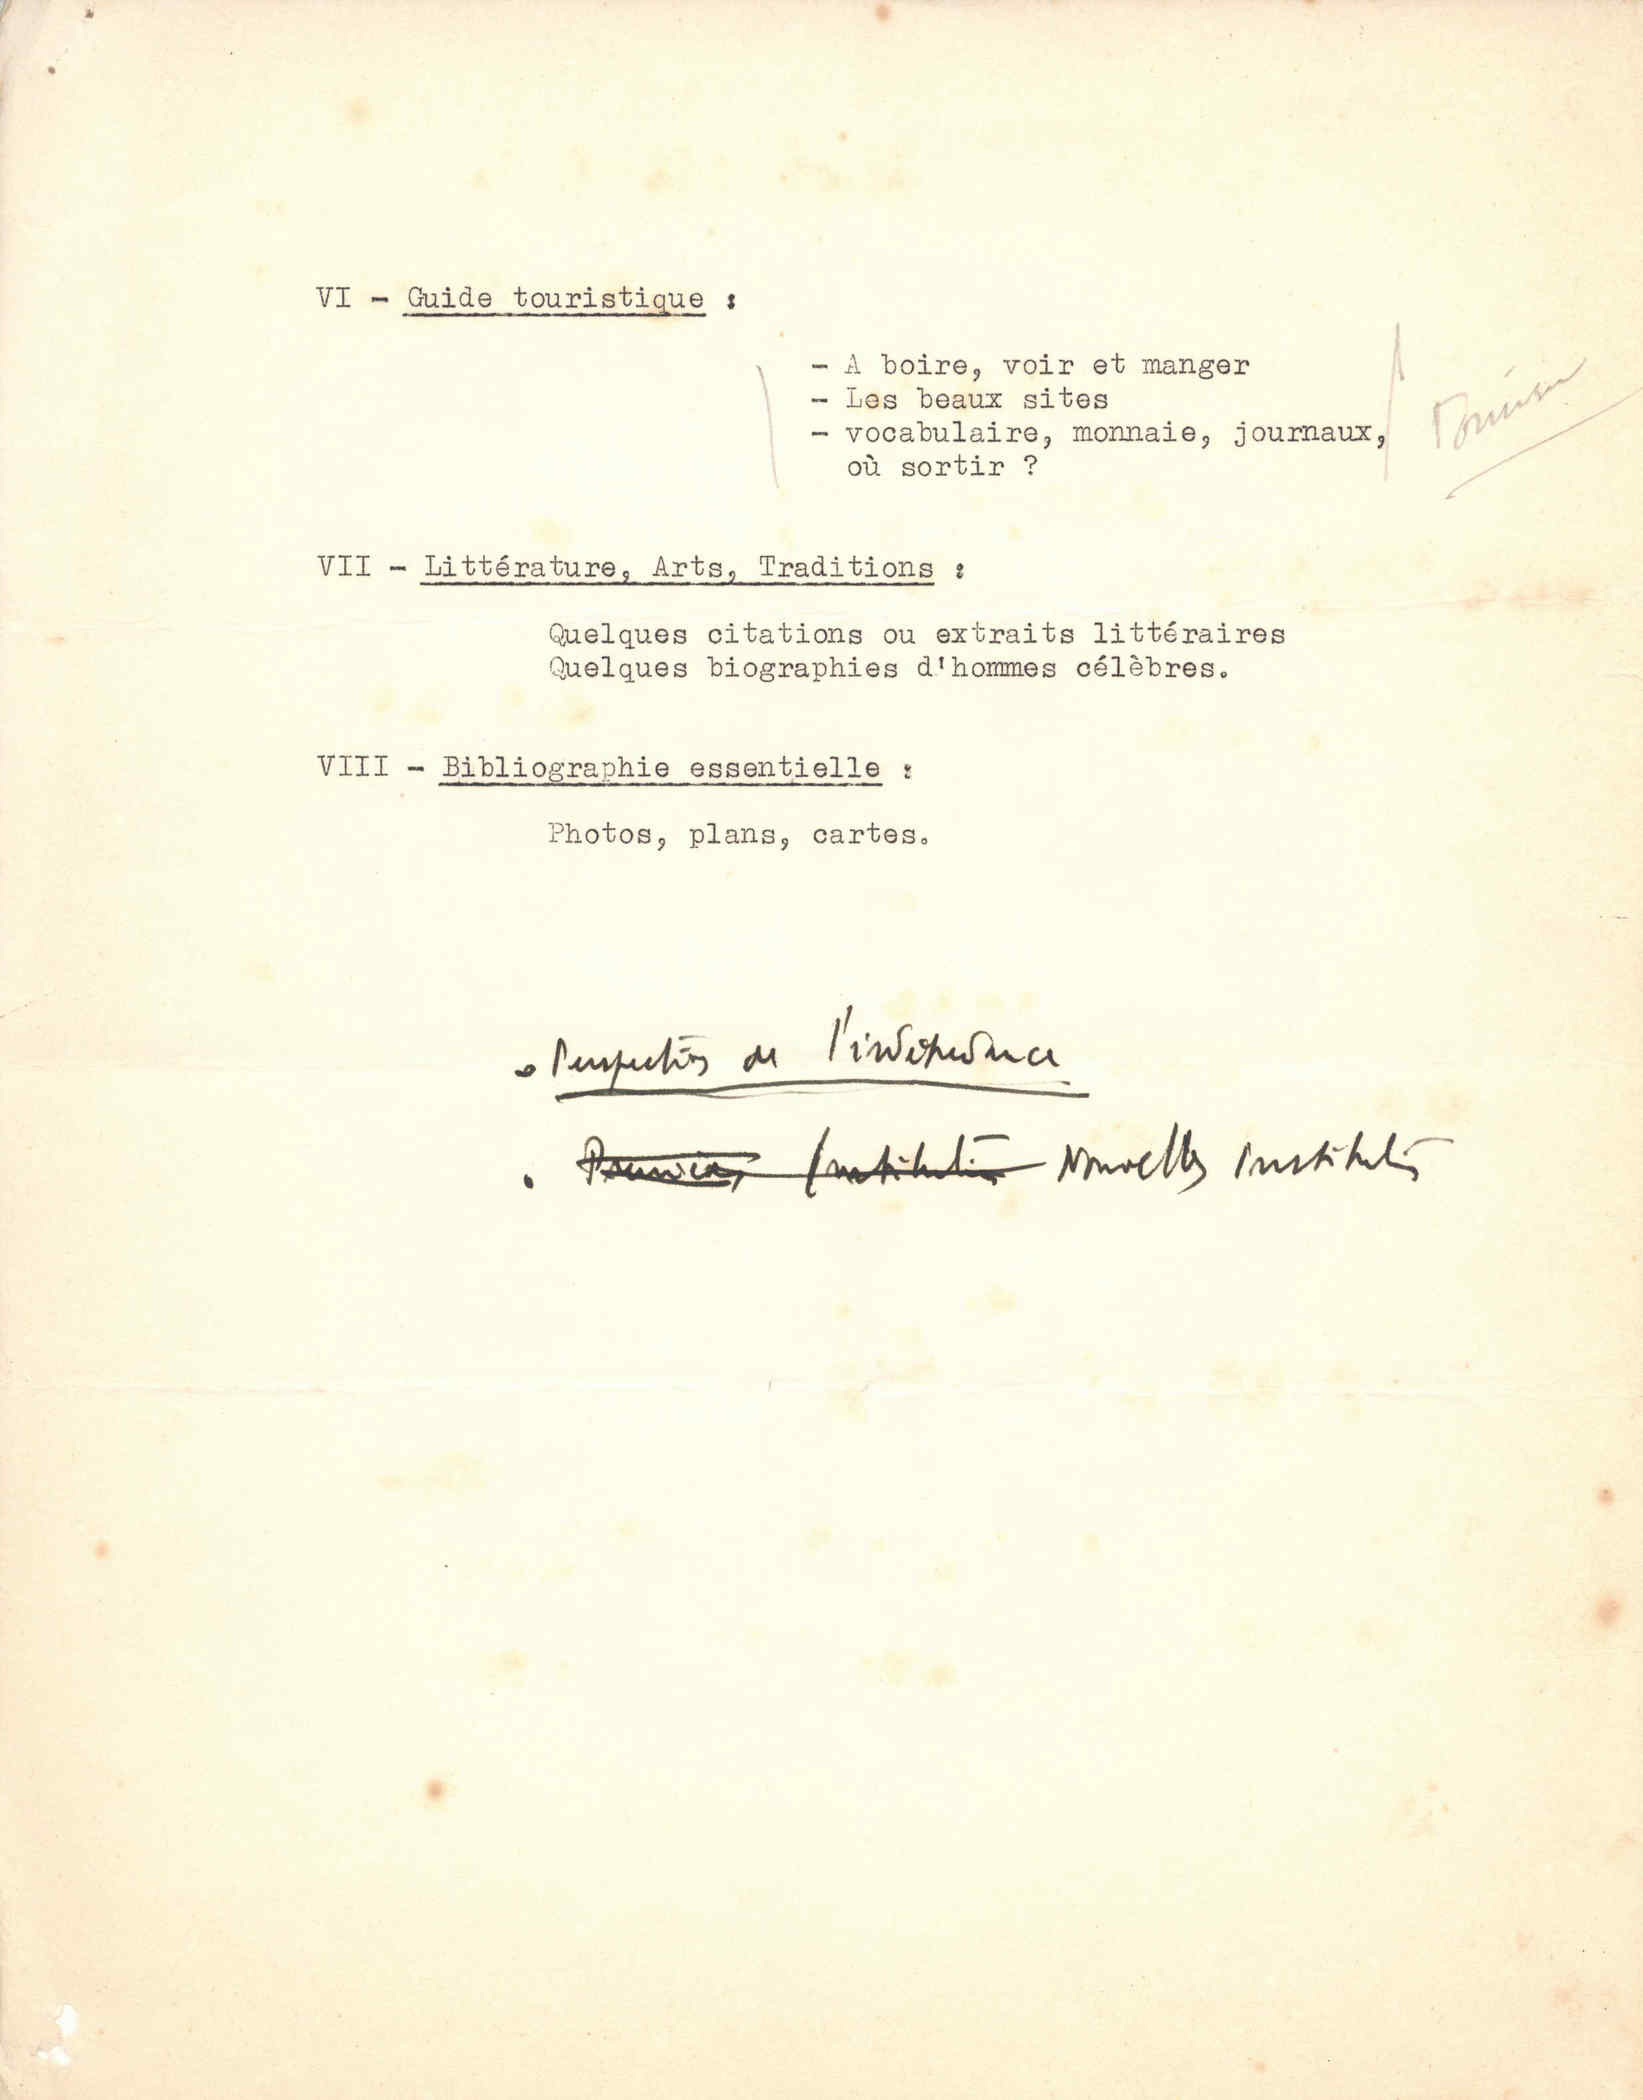 VI - Guide touristique :
- A boire, voir et manger
- Les beaux sites
- vocabulaire, monnaie, journaux,
où sortir ?
VII - Littérature, Arts, Traditions :
Quelques citations ou extraits littéraires
Quelques biographies d'hommes célèbres.
VIII - Bibliographie essentielle :
Photos, plans, cartes.
. Perspectives de l'indépendance
. Institutions Nouvelles Institutions